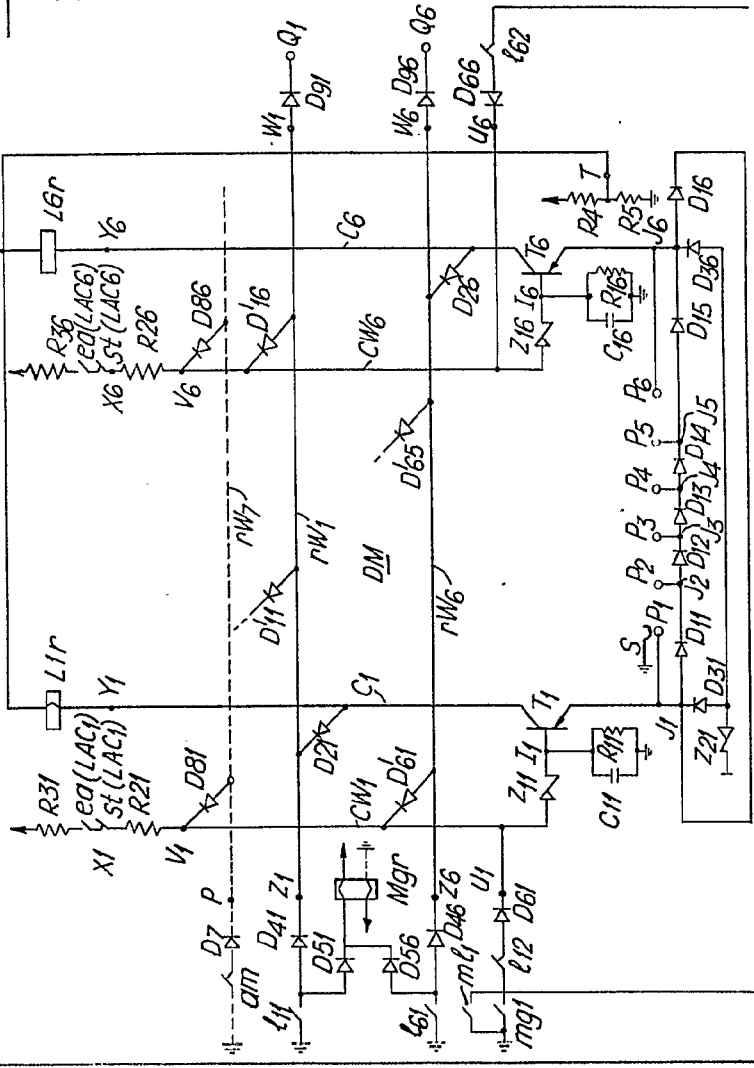 L1r
L6r
R31
ea(LAC1)
st(LAC1)
X1
R21
V1
D81
Y1
R36
ea(LAC6)
st(LAC6)
X6
R26
V6
D86
Y6
D'16
W1
D91
Q1
W6
D96
Q6
D66
U6
l62
P
D7
am
rW7
Z1
D41
l11
D51
Mgr
D56
D21
D'11
rW1
DM
C1
C6
CW6
D'65
D26
T
R4
R5
l61
Z6
D46
ml1
D'61
CW1
rW6
U1
D61
l12
mg1
I1
T1
Z11
R11
C11
I6
T6
Z16
R16
C16
S
P1
P2
P3
P4
P5
P6
J1
D11
J2
D12
J3
D13
J4
D14
J5
D15
J6
D16
D31
Z21
D36